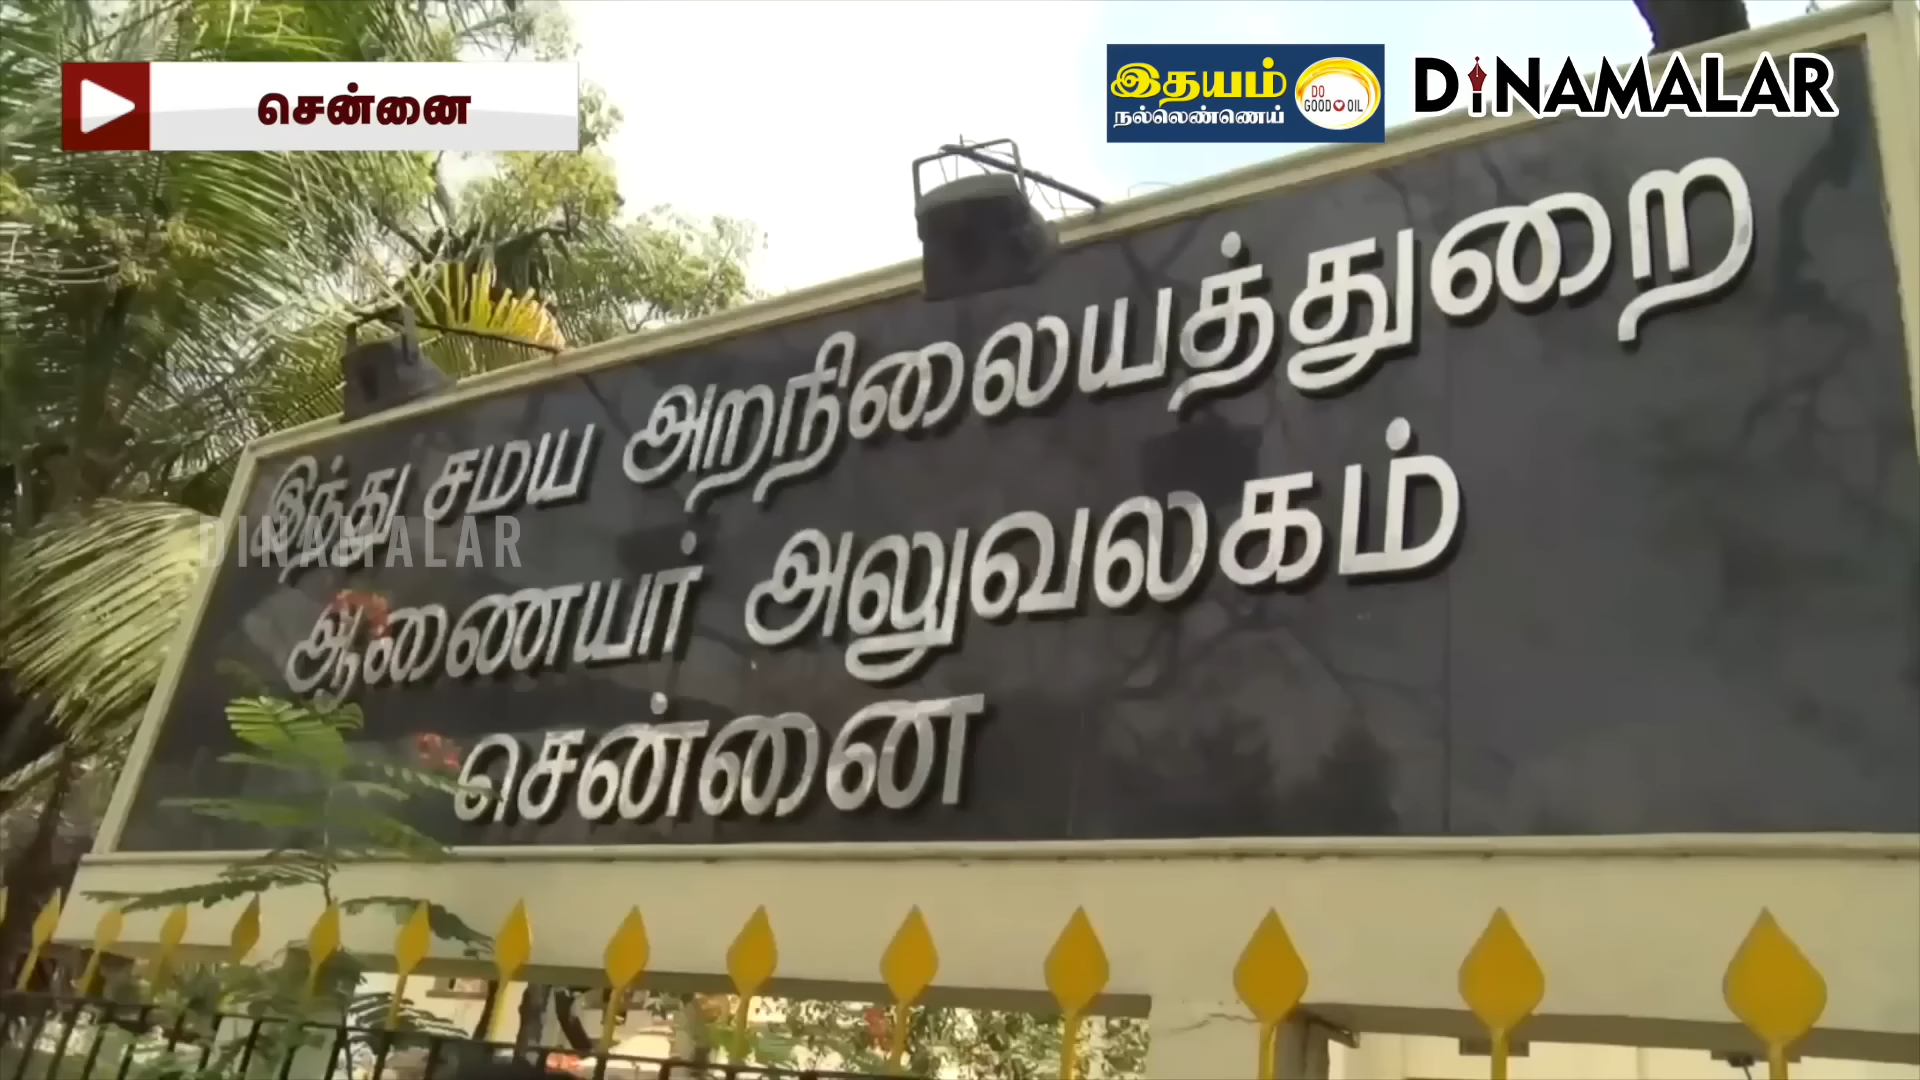 சென்னை
இதயம்
நல்லெண்ணெய்
DO
GOOD OIL
DINAMALAR
இந்து சமய அறநிலையத்துறை
ஆணையர் அலுவலகம்
சென்னை
DINAMALAR